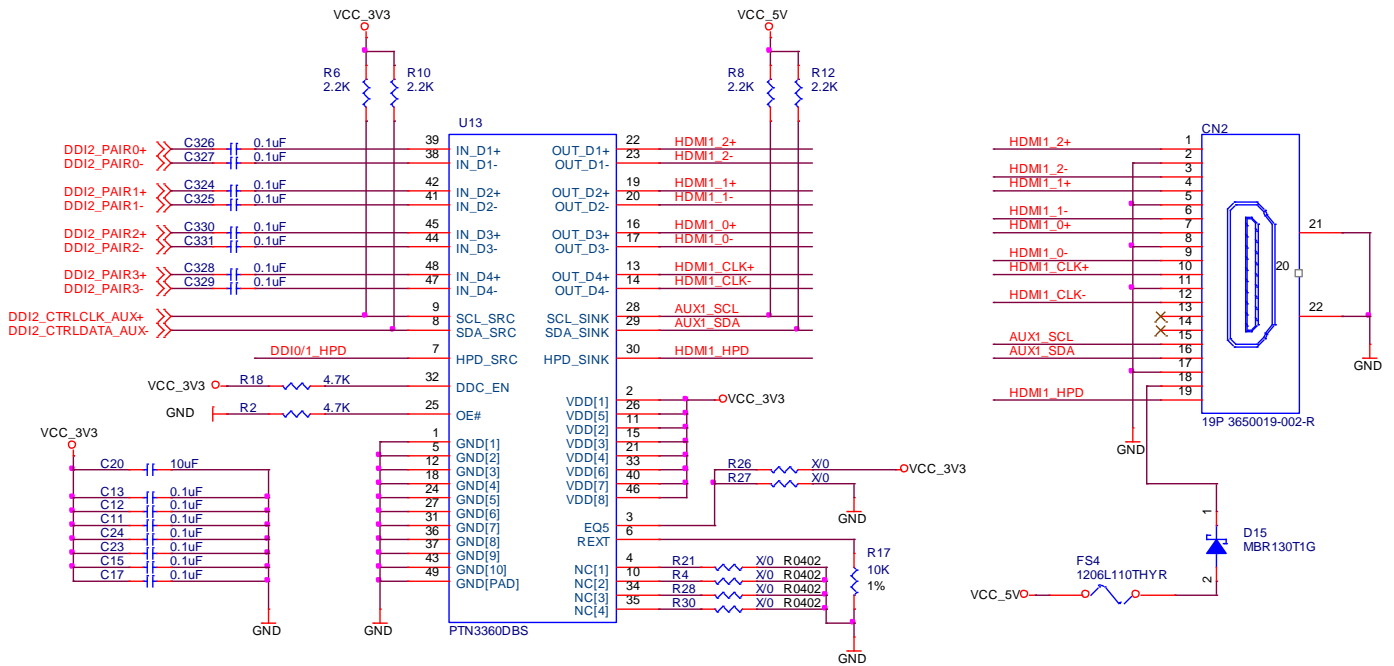 VCC_3V3 VCC_5V
R6 2.2K R10 2.2K R8 2.2K R12 2.2K
U13 CN2
DDI2_PAIR0+ C326 0.1uF 39 IN_D1+ OUT_D1+ 22 HDMI1_2+ HDMI1_2+ 1
DDI2_PAIR0- C327 0.1uF 38 IN_D1- OUT_D1- 23 HDMI1_2- 2
HDMI1_2- 3
DDI2_PAIR1+ C324 0.1uF 42 IN_D2+ OUT_D2+ 19 HDMI1_1+ HDMI1_1+ 4
DDI2_PAIR1- C325 0.1uF 41 IN_D2- OUT_D2- 20 HDMI1_1- 5
HDMI1_1- 6
DDI2_PAIR2+ C330 0.1uF 45 IN_D3+ OUT_D3+ 16 HDMI1_0+ HDMI1_0+ 7 21
DDI2_PAIR2- C331 0.1uF 44 IN_D3- OUT_D3- 17 HDMI1_0- 8
HDMI1_0- 9
DDI2_PAIR3+ C328 0.1uF 48 IN_D4+ OUT_D4+ 13 HDMI1_CLK+ HDMI1_CLK+ 10 20
DDI2_PAIR3- C329 0.1uF 47 IN_D4- OUT_D4- 14 HDMI1_CLK- 11
HDMI1_CLK- 12
DDI2_CTRLCLK_AUX+ 9 SCL_SRC SCL_SINK 28 AUX1_SCL 13 22
DDI2_CTRLDATA_AUX- 8 SDA_SRC SDA_SINK 29 AUX1_SDA 14
AUX1_SCL 15
DDI0/1_HPD 7 HPD_SRC HPD_SINK 30 HDMI1_HPD AUX1_SDA 16
17
GND
VCC_3V3 R18 4.7K 32 DDC_EN 18
2 VDD[1] VCC_3V3 HDMI1_HPD 19
GND R2 4.7K 25 OE# 26 VDD[5]
11 VDD[2] 19P 3650019-002-R
VCC_3V3 1 GND[1] 15 VDD[3]
5 GND[2] 21 VDD[4] GND
C20 10uF 12 GND[3] 33 VDD[6] R26 X/0 VCC_3V3
18 GND[4] 40 VDD[7] R27 X/0
C13 0.1uF 24 GND[5] 46 VDD[8]
C12 0.1uF 27 GND[6]
C11 0.1uF 31 GND[7] EQ5 3 GND 1
C24 0.1uF 36 GND[8] REXT 6 D15
C23 0.1uF 37 GND[9] MBR130T1G
C15 0.1uF 43 GND[10] NC[1] 4 R21 X/0 R0402 R17 FS4
C17 0.1uF 49 GND[PAD] NC[2] 10 R4 X/0 R0402 10K 1206L110THYR 2
NC[3] 34 R28 X/0 R0402 1% VCC_5V
NC[4] 35 R30 X/0 R0402
GND GND PTN3360DBS
GND